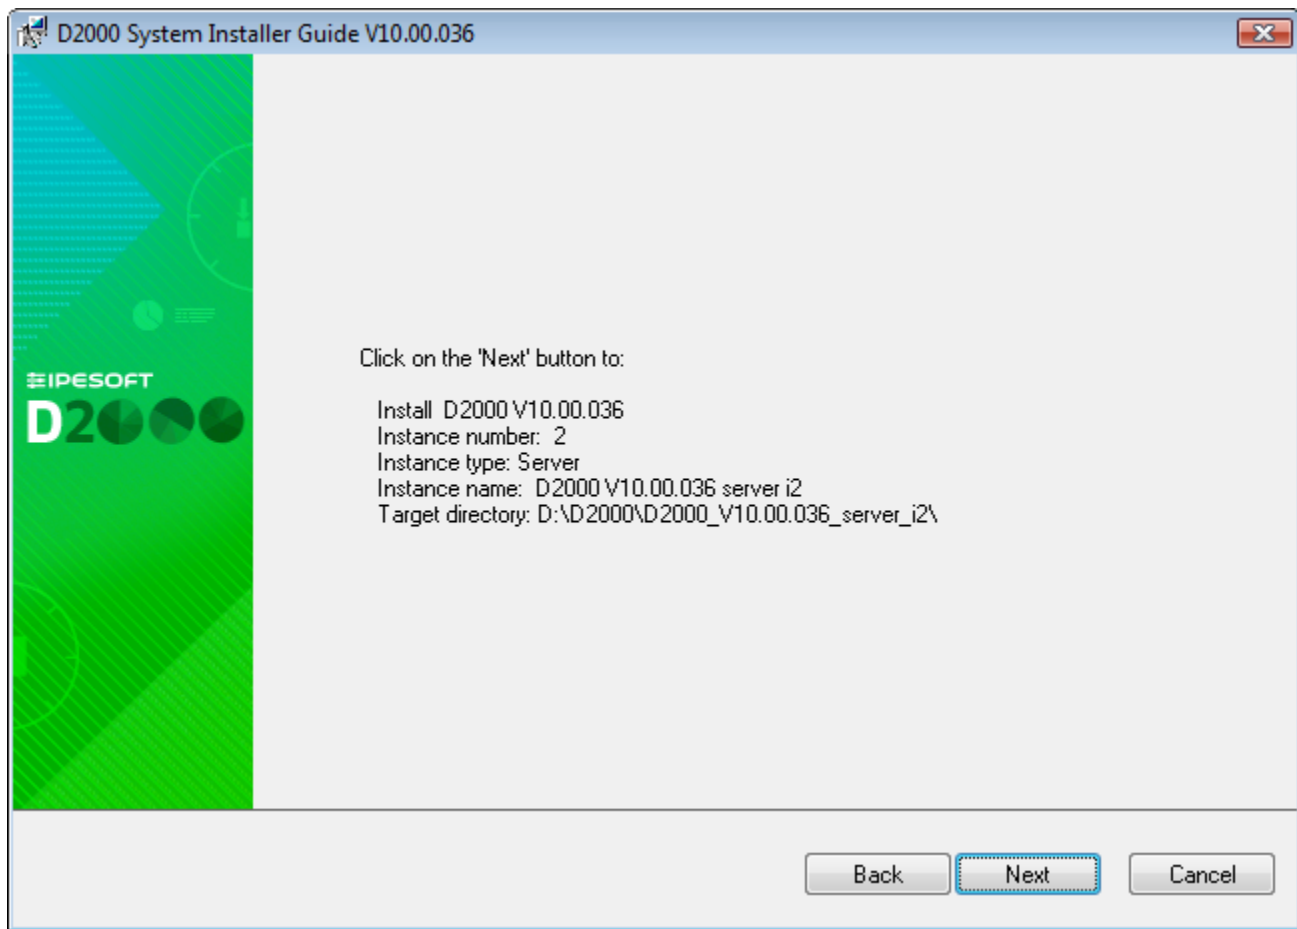 D2000 System Installer Guide V10.00.036
IPESOFT
D2000
Click on the 'Next' button to:
Install  D2000 V10.00.036
Instance number:  2
Instance type: Server
Instance name:  D2000 V10.00.036 server i2
Target directory: D:\D2000\D2000_V10.00.036_server_i2\
Back
Next
Cancel